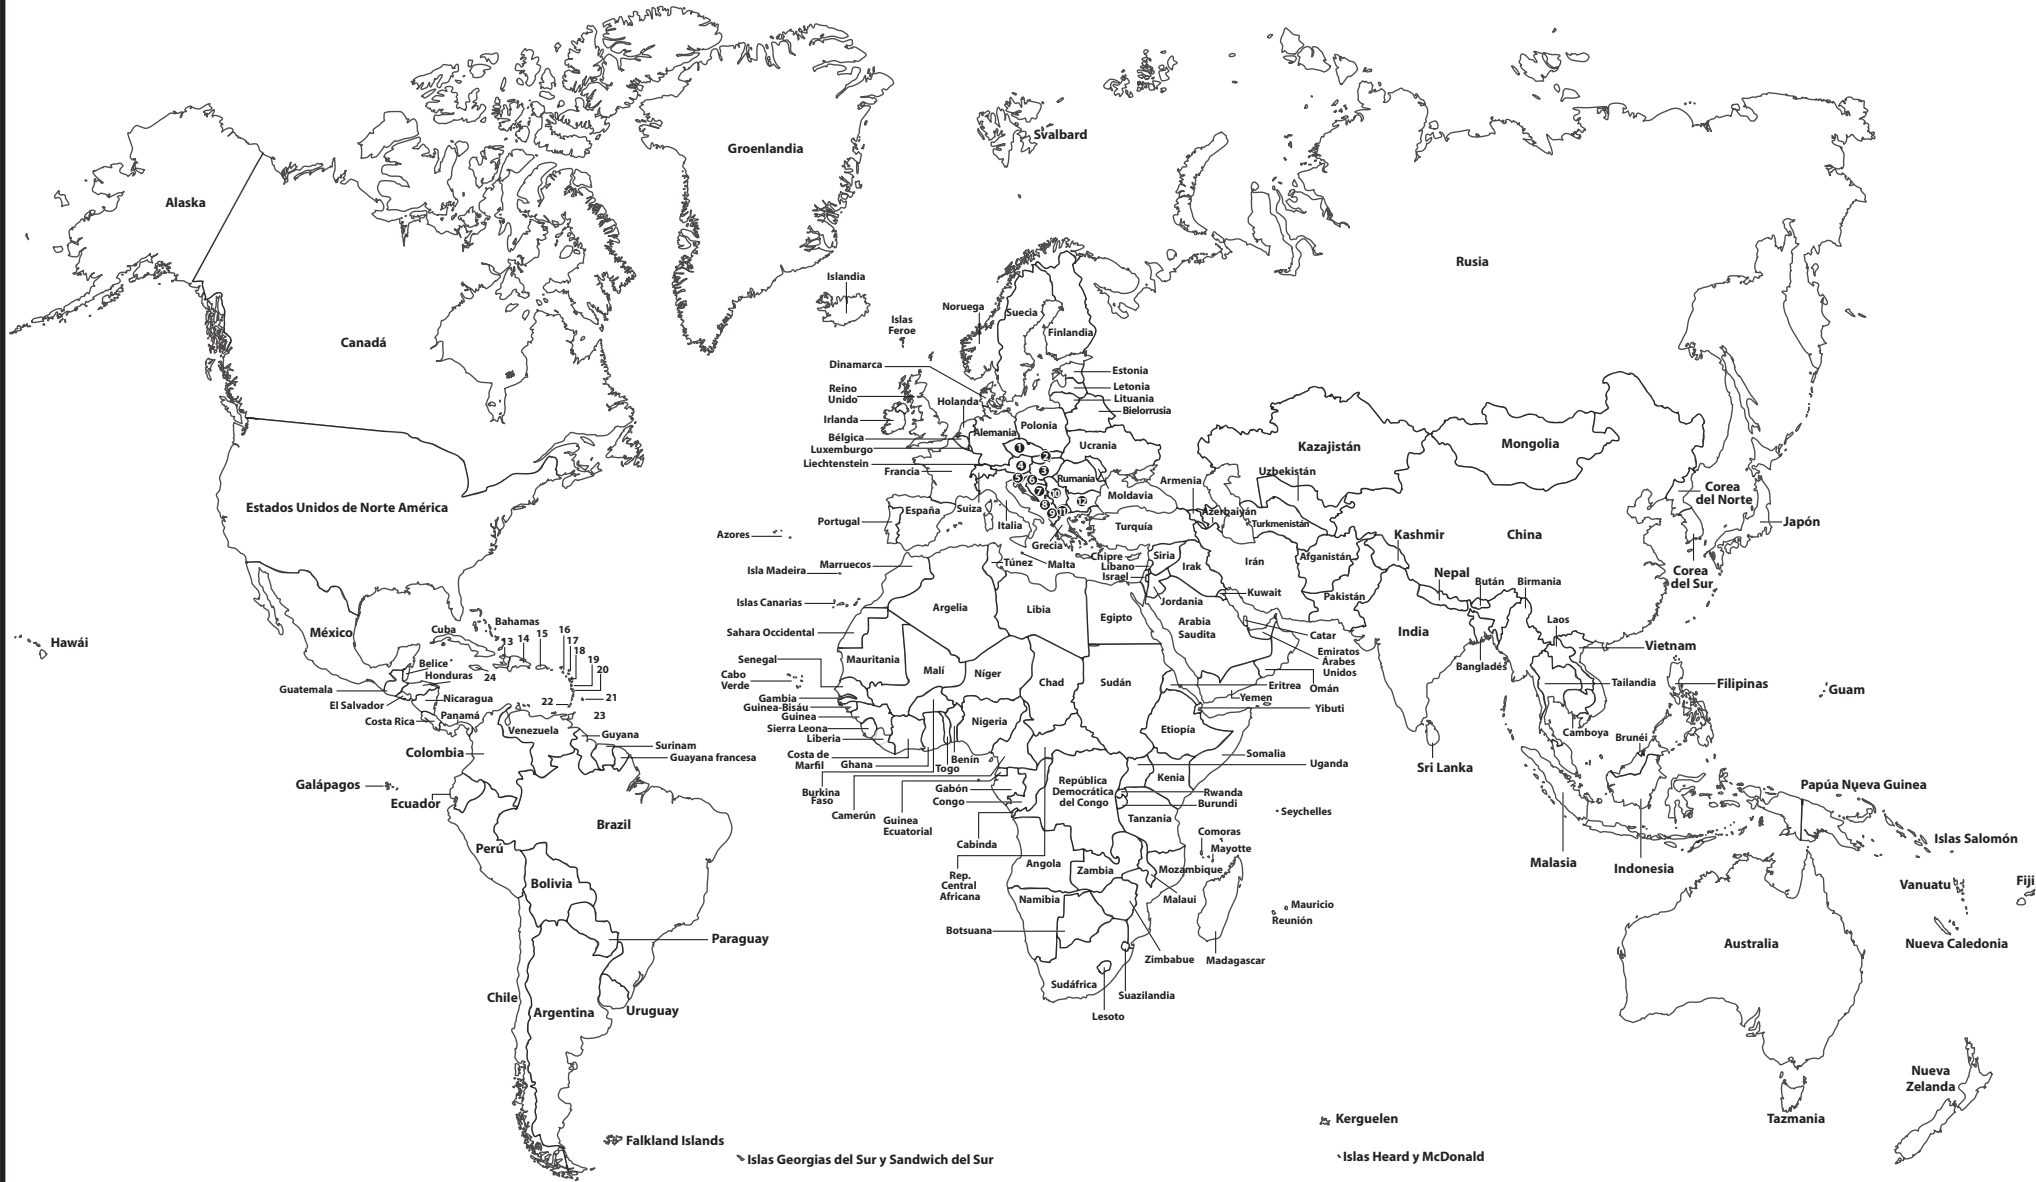 Svalbard
Groenlandia
Alaska
Rusia
Islandia
Noruega
Suecia
Islas
Feroe
Finlandia
Canadá
Dinamarca
Estonia
Letonia
Reino
Unido
Lituania
Holanda
Bielorrusia
Irlanda
Polonia
Alemania
Bélgica
Ucrania
Luxemburgo
Kazajistán
Mongolia
1
2
Liechtenstein
4
3
Francia
Uzbekistán
5
6
Rumania
Armenia
7
10
Moldavia
12
8
9
11
Corea
del Norte
Estados Unidos de Norte América
España
Suiza
Azerbaiyán
Portugal
Italia
Turquía
Turkmenistán
Japón
Azores
Kashmir
China
Grecia
Chipre
Siria
Afganistán
Marruecos
Túnez
Malta
Líbano
Irak
Irán
Isla Madeira
Israel
Nepal
Corea
del Sur
Bután
Birmania
Kuwait
Pakistán
Islas Canarias
Argelia
Libia
Jordania
Egipto
Arabia
Saudita
Laos
Bahamas
Cuba
México
Hawái
13
14
15
16
17
18
19
20
Sahara Occidental
Catar
India
Vietnam
Emiratos
Árabes
Unidos
Belice
Honduras
24
Senegal
Mauritania
Malí
Níger
Bangladés
Cabo
Verde
Chad
Sudán
Eritrea
Omán
Tailandia
Filipinas
Guam
Guatemala
El Salvador
Nicaragua
22
21
Gambia
Yemen
Guinea-Bisáu
Yibuti
Costa Rica
Panamá
23
Guinea
Nigeria
Sierra Leona
Etiopía
Venezuela
Guyana
Liberia
Camboya
Brunéi
Surinam
Colombia
Guayana francesa
Costa de
Marfil
Ghana
Togo
Benín
Somalia
Uganda
Sri Lanka
Kenia
Galápagos
República
Democrática
del Congo
Burkina
Faso
Gabón
Congo
Rwanda
Burundi
Papúa Nueva Guinea
Ecuador
Seychelles
Camerún
Guinea
Ecuatorial
Tanzania
Brazil
Comoras
Islas Salomón
Perú
Cabinda
Mayotte
Malasia
Indonesia
Angola
Zambia
Mozambique
Bolivia
Rep.
Central
Africana
Vanuatu
Fiji
Namibia
Malaui
Mauricio
Reunión
Botsuana
Paraguay
Australia
Nueva Caledonia
Zimbabue
Madagascar
Sudáfrica
Suazilandia
Chile
Argentina
Uruguay
Lesoto
Nueva
Zelanda
Kerguelen
Tazmania
Falkland Islands
Islas Georgias del Sur y Sandwich del Sur
Islas Heard y McDonald